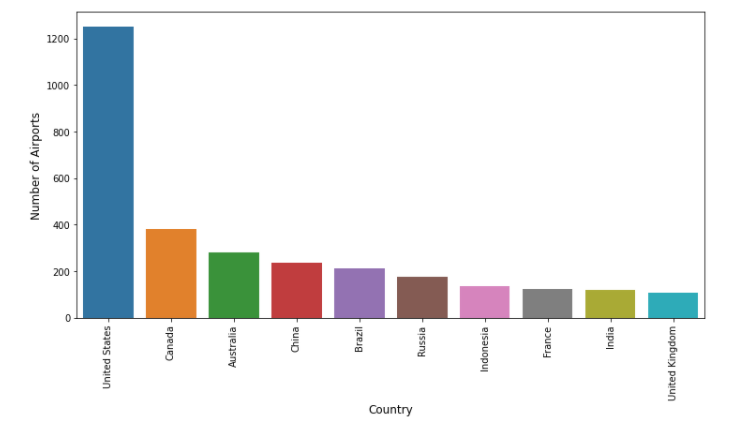 Number of Airports
1200
1000
800
600
400
200
0
United States
Canada
Australia
China
Brazil
Russia
Indonesia
France
India
United Kingdom
Country